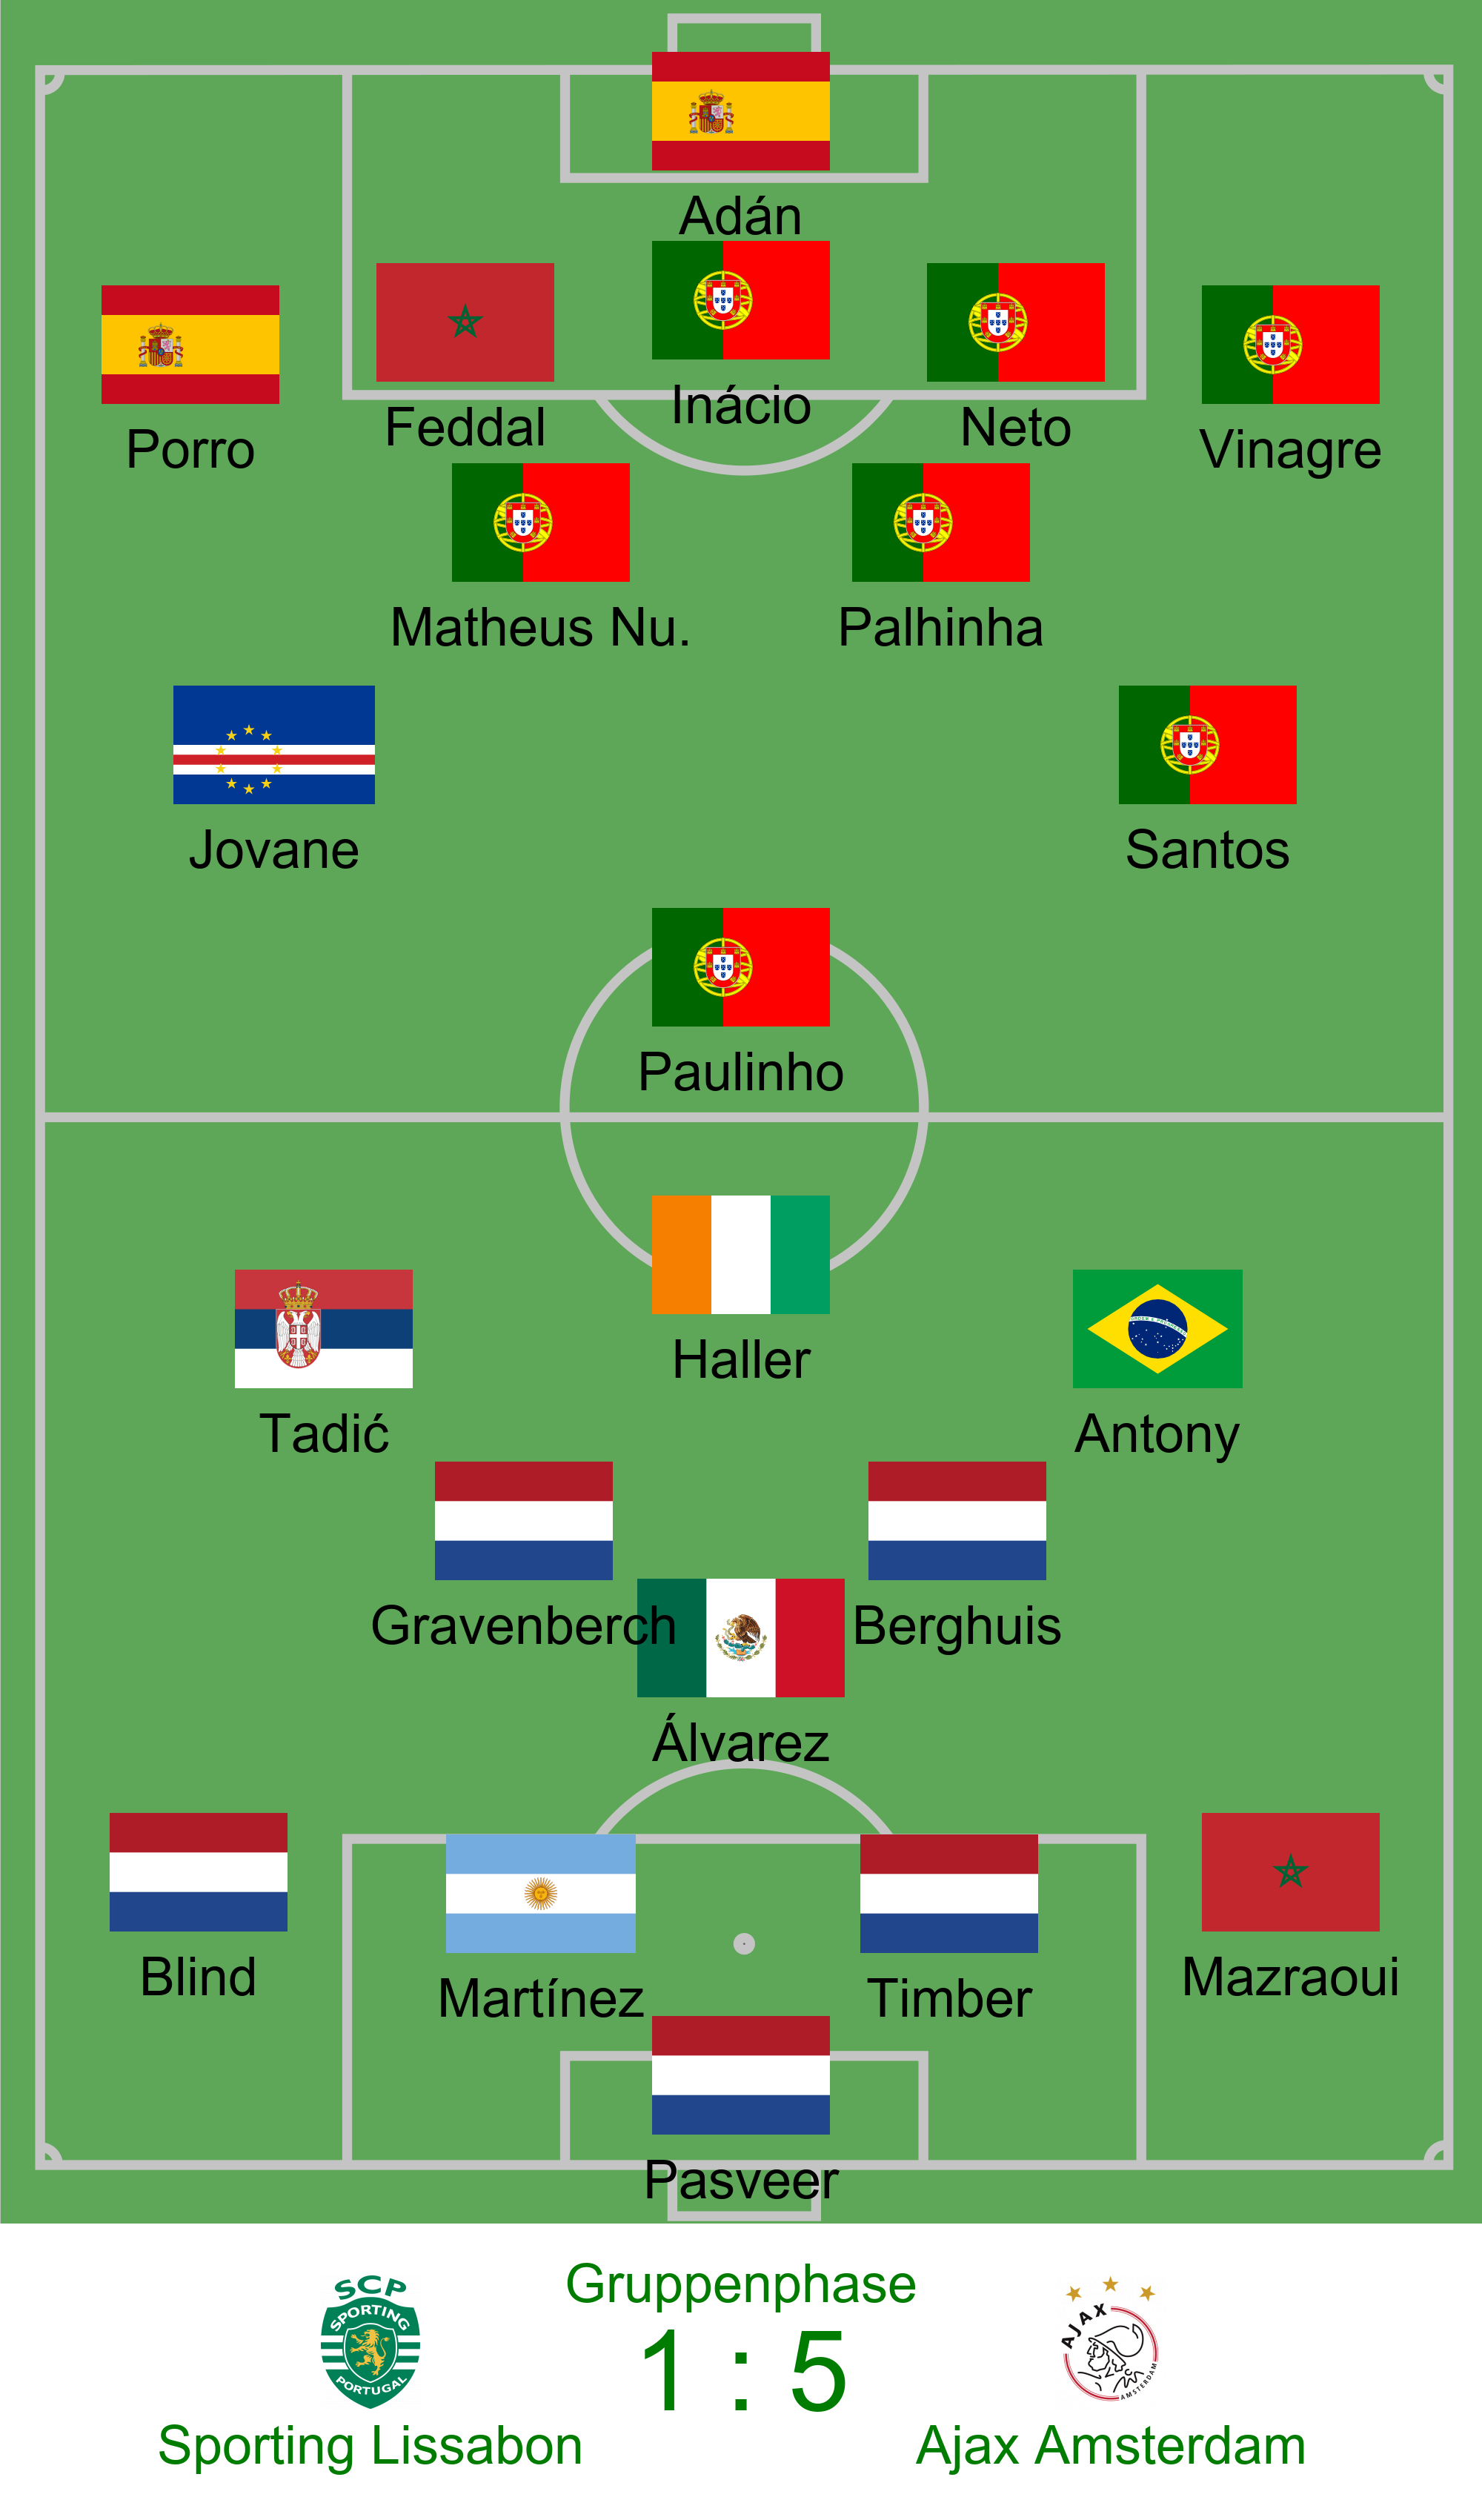 Adán
Porro
Feddal
Inácio
Neto
Vinagre
Matheus Nu.
Palhinha
Jovane
Santos
Paulinho
Haller
Tadić
Antony
Gravenberch
Berghuis
Álvarez
Blind
Martínez
Timber
Mazraoui
Pasveer
Gruppenphase
SCP
SPORTING
PORTUGAL
1 : 5
AJAX
AMSTERDAM
Sporting Lissabon
Ajax Amsterdam